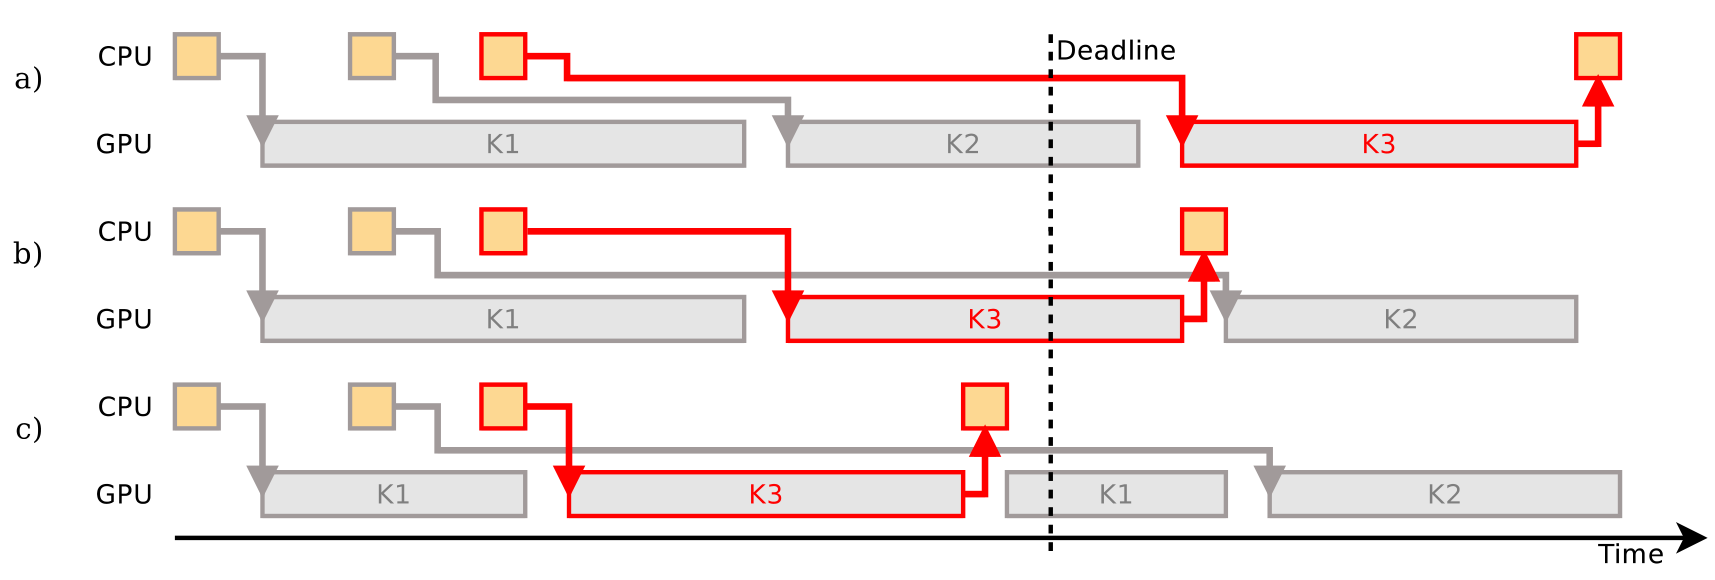 CPU
Deadline
a)
GPU K1 K2 K3
CPU
b)
GPU K1 K3 K2
CPU
c)
GPU K1 K3 K1 K2
Time